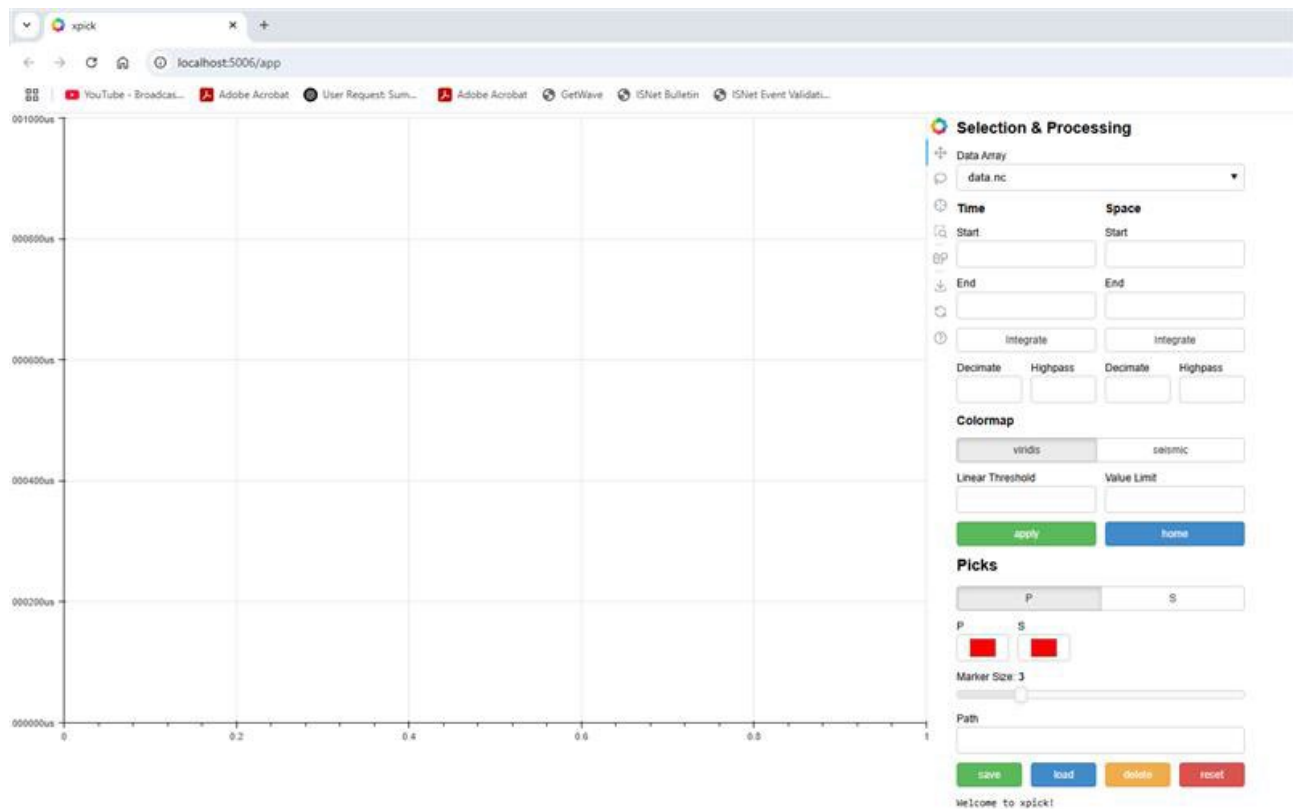 xpick
localhost:5006/app
YouTube - Broadcas...
Adobe Acrobat
User Request: Sum...
Adobe Acrobat
GetWave
ISNet Bulletin
ISNet Event Validati...
001000us
000800us
000600us
000400us
000200us
000000us
0 0.2 0.4 0.6 0.8 1
Selection & Processing
Data Array
data.nc
Time Space
Start Start
End End
Integrate Integrate
Decimate Highpass Decimate Highpass
Colormap
viridis seismic
Linear Threshold Value Limit
apply home
Picks
P S
P S
Marker Size: 3
Path
save load delete reset
Welcome to xpick!